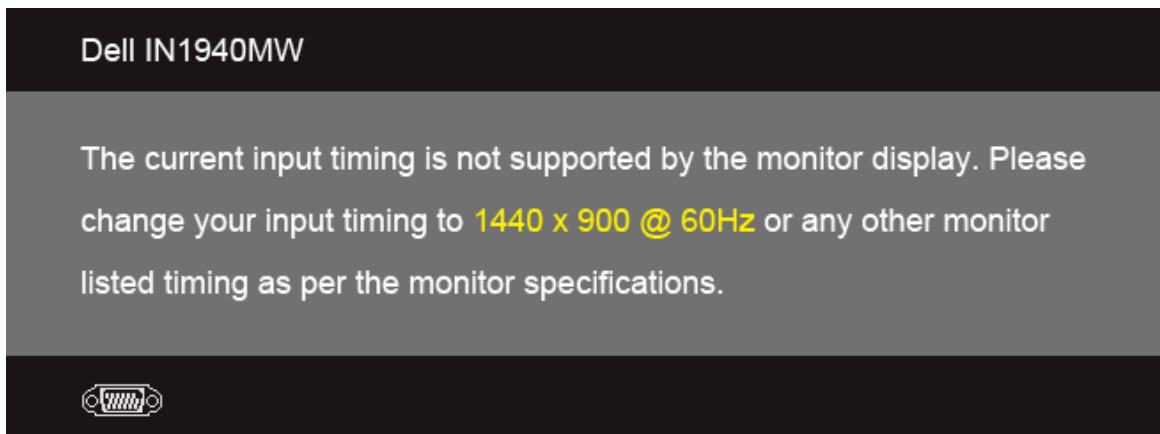 Dell IN1940MW
The current input timing is not supported by the monitor display. Please
change your input timing to 1440 x 900 @ 60Hz or any other monitor
listed timing as per the monitor specifications.